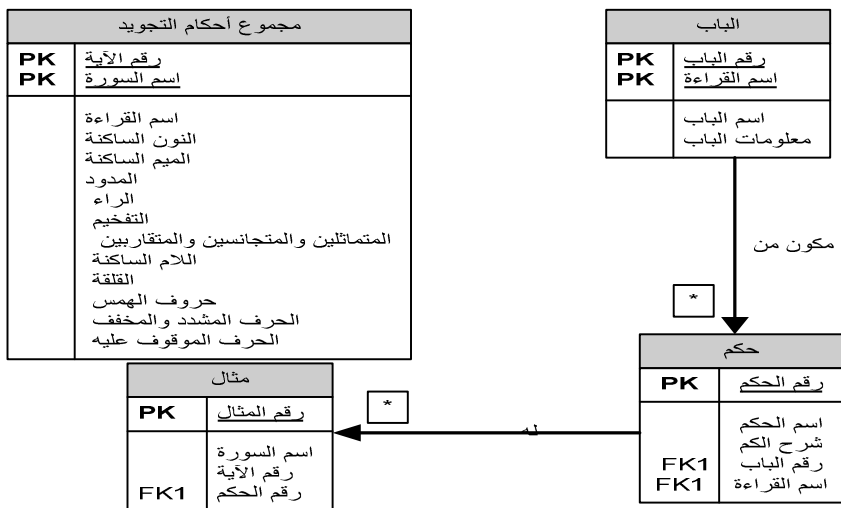 مجموع أحكام التجويد
PK رقم الآية
PK اسم السورة
اسم القراءة
النون الساكنة
الميم الساكنة
المدود
الراء
التفخيم
المتماثلين والمتجانسين والمتقاربين
اللام الساكنة
القلقة
حروف الهمس
الحرف المشدد والمخفف
الحرف الموقوف عليه
الباب
PK رقم الباب
PK اسم القراءة
اسم الباب
معلومات الباب
مكون من
*
حكم
PK رقم الحكم
اسم الحكم
شرح الكم
FK1 رقم الباب
FK1 اسم القراءة
له
*
مثال
PK رقم المثال
اسم السورة
رقم الآية
FK1 رقم الحكم